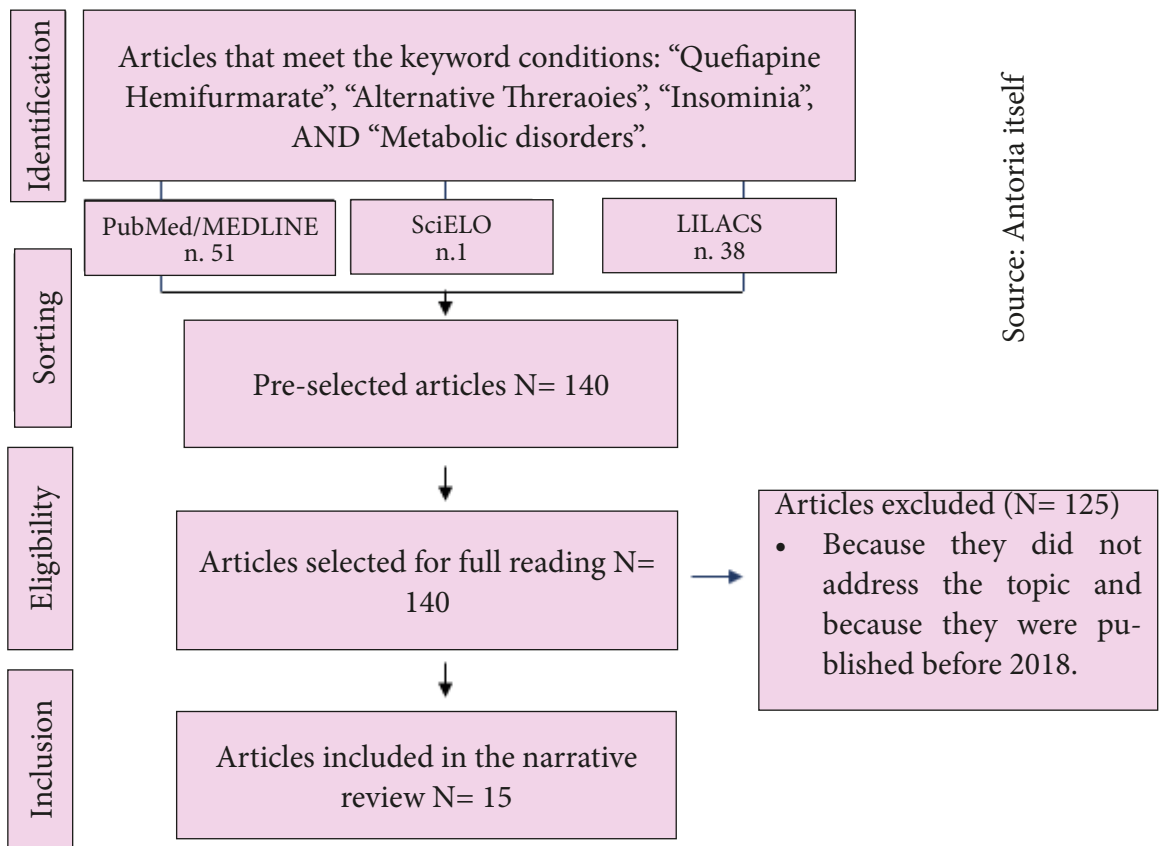 Identification
Articles that meet the keyword conditions: “Quefiapine
Hemifurmarate”, “Alternative Threraoies”, “Insominia”,
AND “Metabolic disorders”.
Source: Antoria itself
PubMed/MEDLINE
n. 51
SciELO
n.1
LILACS
n. 38
Sorting
Pre-selected articles N= 140
Eligibility
Articles selected for full reading N=
140
Articles excluded (N= 125)
• Because they did not
address the topic and
because they were pu-
blished before 2018.
Inclusion
Articles included in the narrative
review N= 15